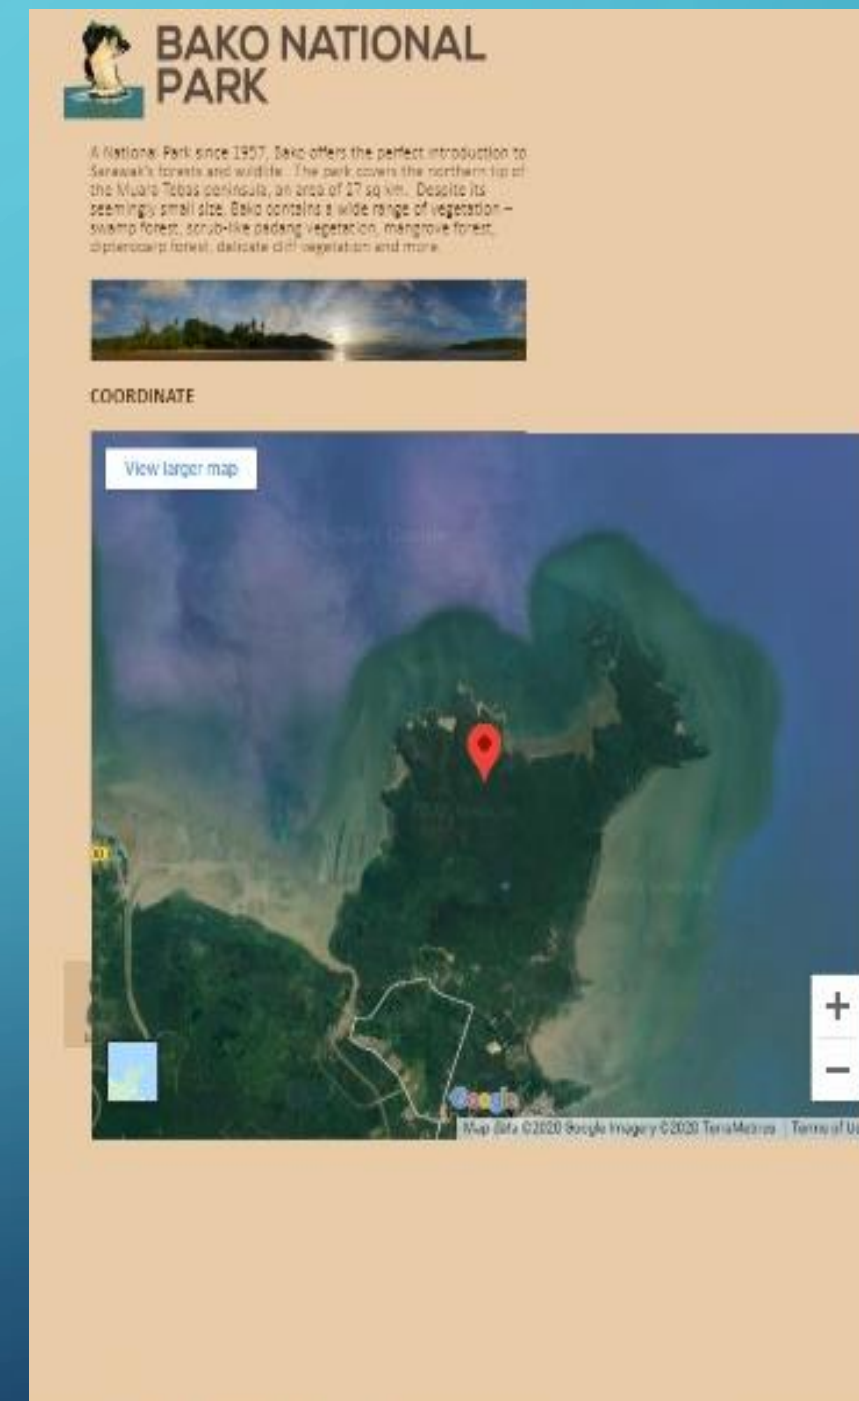 BAKO NATIONAL
PARK
A National Park since 1957, Bako offers the perfect introduction to
Sarawak's forests and wildlife. The park covers the northern tip of
the Muara Tebas peninsula, an area of 27 sq km. Despite its
seemingly small size, Bako contains a wide range of vegetation –
swamp forest, scrub-like padang vegetation, mangrove forest,
dipterocarp forest, delicate cliff vegetation and more.
COORDINATE
View larger map
+
−
Google
Map data ©2020 Google Imagery ©2020 TerraMetrics
Terms of Us